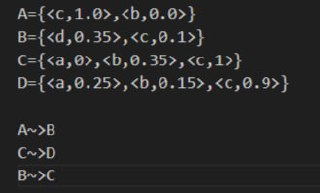 A={<c,1.0>,<b,0.0>}
B={<d,0.35>,<c,0.1>}
C={<a,0>,<b,0.35>,<c,1>}
D={<a,0.25>,<b,0.15>,<c,0.9>}
A~>B
C~>D
B~>C